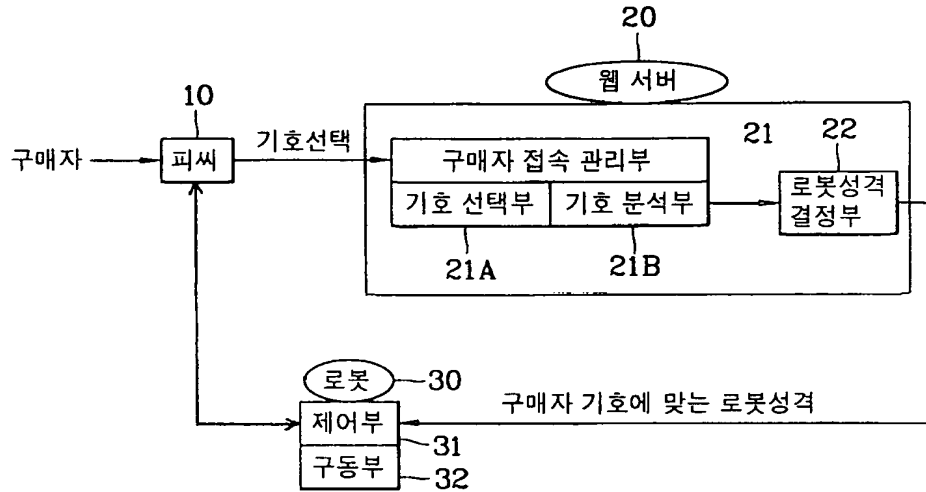 20
웹 서버
10
구매자
피씨
기호선택
구매자 접속 관리부
기호 선택부
기호 분석부
21
22
로봇성격
결정부
21A
21B
로봇
30
제어부
31
구동부
32
구매자 기호에 맞는 로봇성격